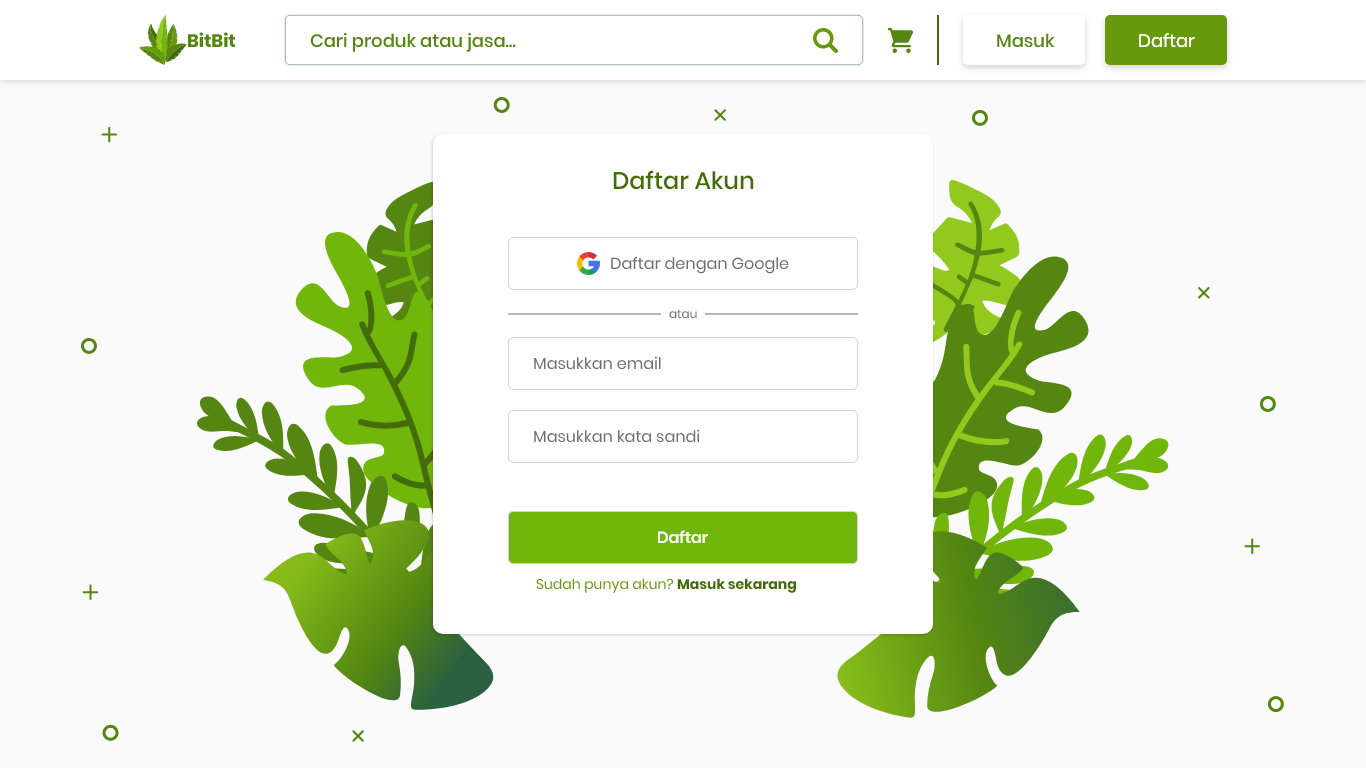 BitBit
Cari produk atau jasa...
Masuk
Daftar
Daftar Akun
Daftar dengan Google
atau
Masukkan email
Masukkan kata sandi
Daftar
Sudah punya akun? Masuk sekarang